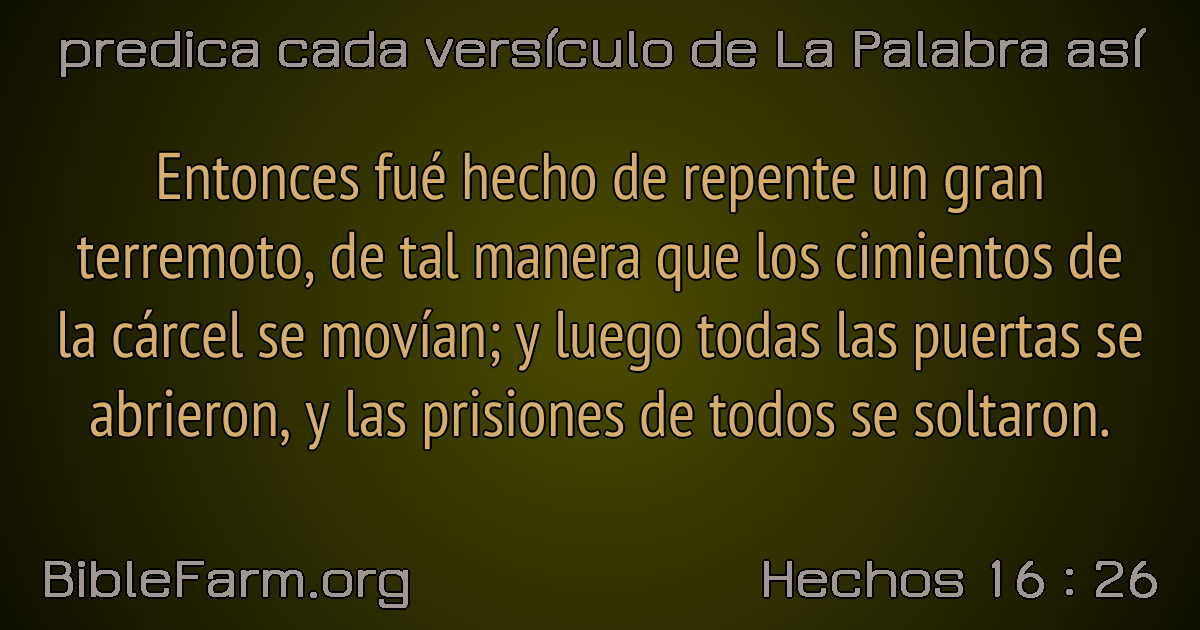 predica cada versículo de La Palabra así
Entonces fué hecho de repente un gran
terremoto, de tal manera que los cimientos de
la cárcel se movían; y luego todas las puertas se
abrieron, y las prisiones de todos se soltaron.
BibleFarm.org
Hechos 16 : 26